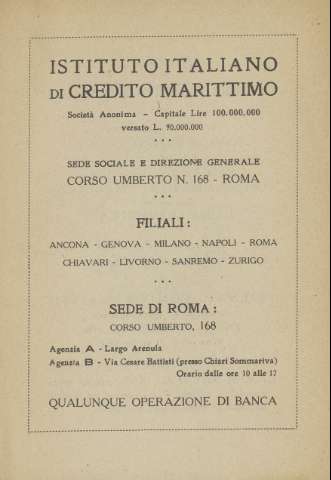 ISTITUTO ITALIANO
DI CREDITO MARITTIMO
Società Anonima - Capitale Lire 100.000.000
versato L. 90.000.000
SEDE SOCIALE E DIREZIONE GENERALE
CORSO UMBERTO N. 168 - ROMA
FILIALI:
ANCONA - GENOVA - MILANO - NAPOLI - ROMA
CHIAVARI - LIVORNO - SANREMO - ZURIGO
SEDE DI ROMA:
CORSO UMBERTO, 168
Agenzia A - Largo Arenula
Agenzia B - Via Cesare Battisti (presso Chiari Sommariva)
Orario dalle ore 10 alle 17
QUALUNQUE OPERAZIONE DI BANCA